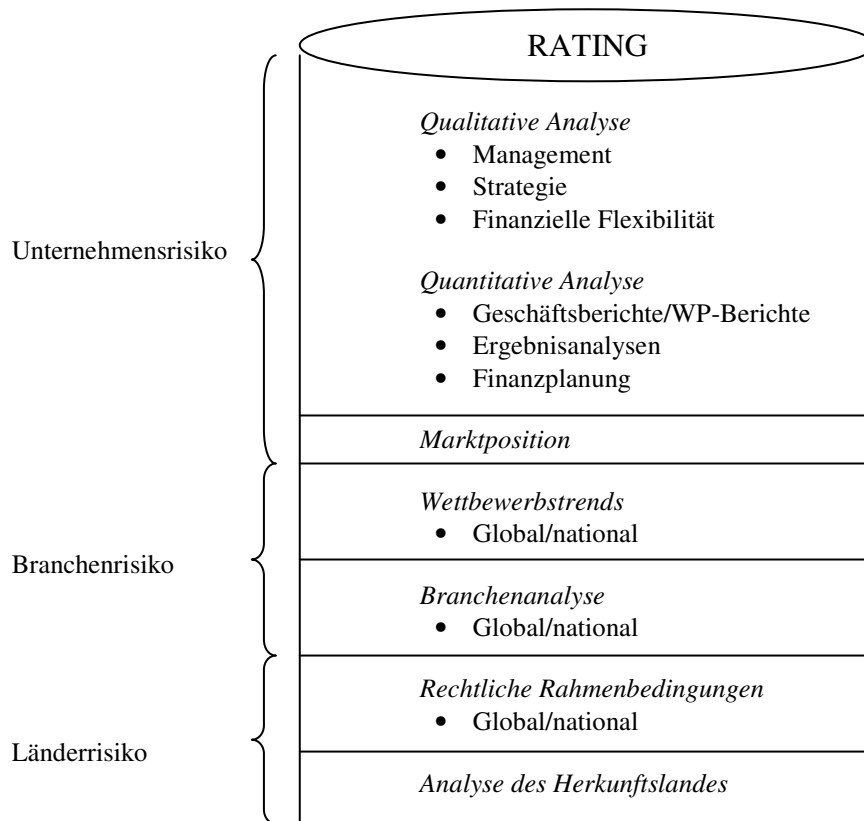 RATING
Unternehmensrisiko
Qualitative Analyse
• Management
• Strategie
• Finanzielle Flexibilität
Quantitative Analyse
• Geschäftsberichte/WP-Berichte
• Ergebnisanalysen
• Finanzplanung
Marktposition
Branchenrisiko
Wettbewerbstrends
• Global/national
Branchenanalyse
• Global/national
Länderrisiko
Rechtliche Rahmenbedingungen
• Global/national
Analyse des Herkunftslandes